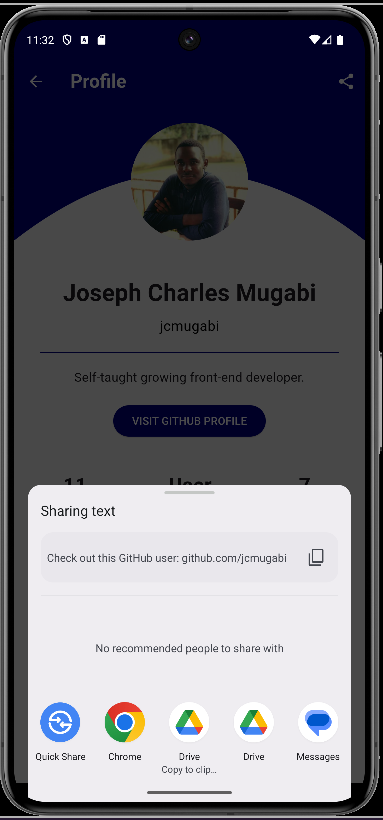 11:32
Profile
Joseph Charles Mugabi
jcmugabi
Self-taught growing front-end developer.
VISIT GITHUB PROFILE
11 User 7
Sharing text
Check out this GitHub user: github.com/jcmugabi
No recommended people to share with
Quick Share Chrome Drive Drive Messages
Copy to clip...